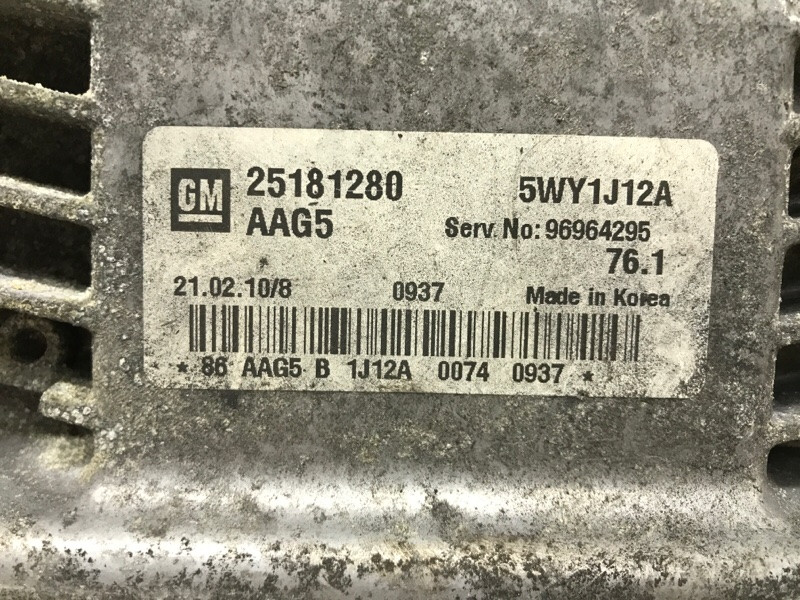 GM 25181280 5WY1J12A
AAG5 Serv. No: 96964295
76.1
21.02.10/8 0937 Made in Korea
* 86 AAG5 B 1J12A 0074 0937 *